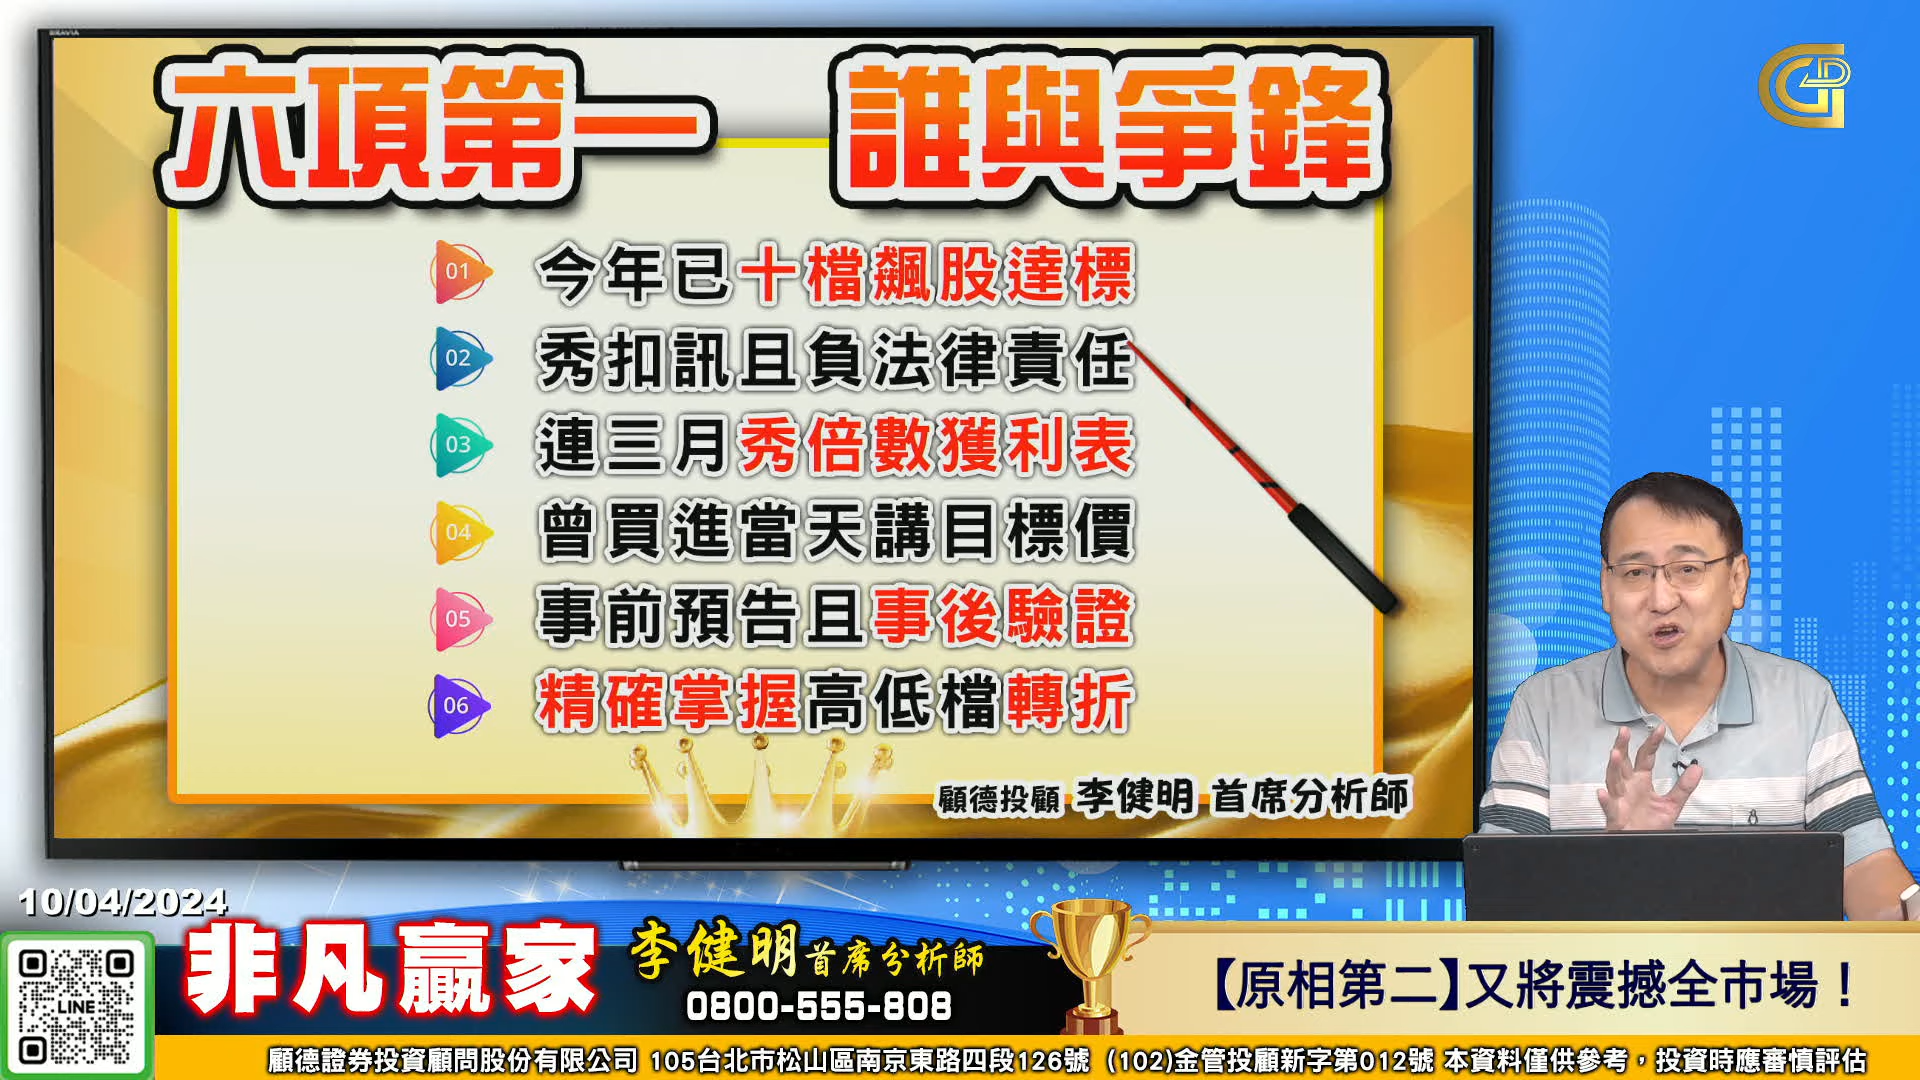 BRAVIA
六項第一 誰與爭鋒
01 今年已十檔飆股達標
02 秀扣訊且負法律責任
03 連三月秀倍數獲利表
04 曾買進當天講目標價
05 事前預告且事後驗證
06 精確掌握高低檔轉折
顧德投顧 李健明 首席分析師
10/04/2024
非凡贏家
李健明首席分析師
0800-555-808
LINE
【原相第二】又將震撼全市場！
顧德證券投資顧問股份有限公司 105台北市松山區南京東路四段126號 (102)金管投顧新字第012號 本資料僅供參考，投資時應審慎評估